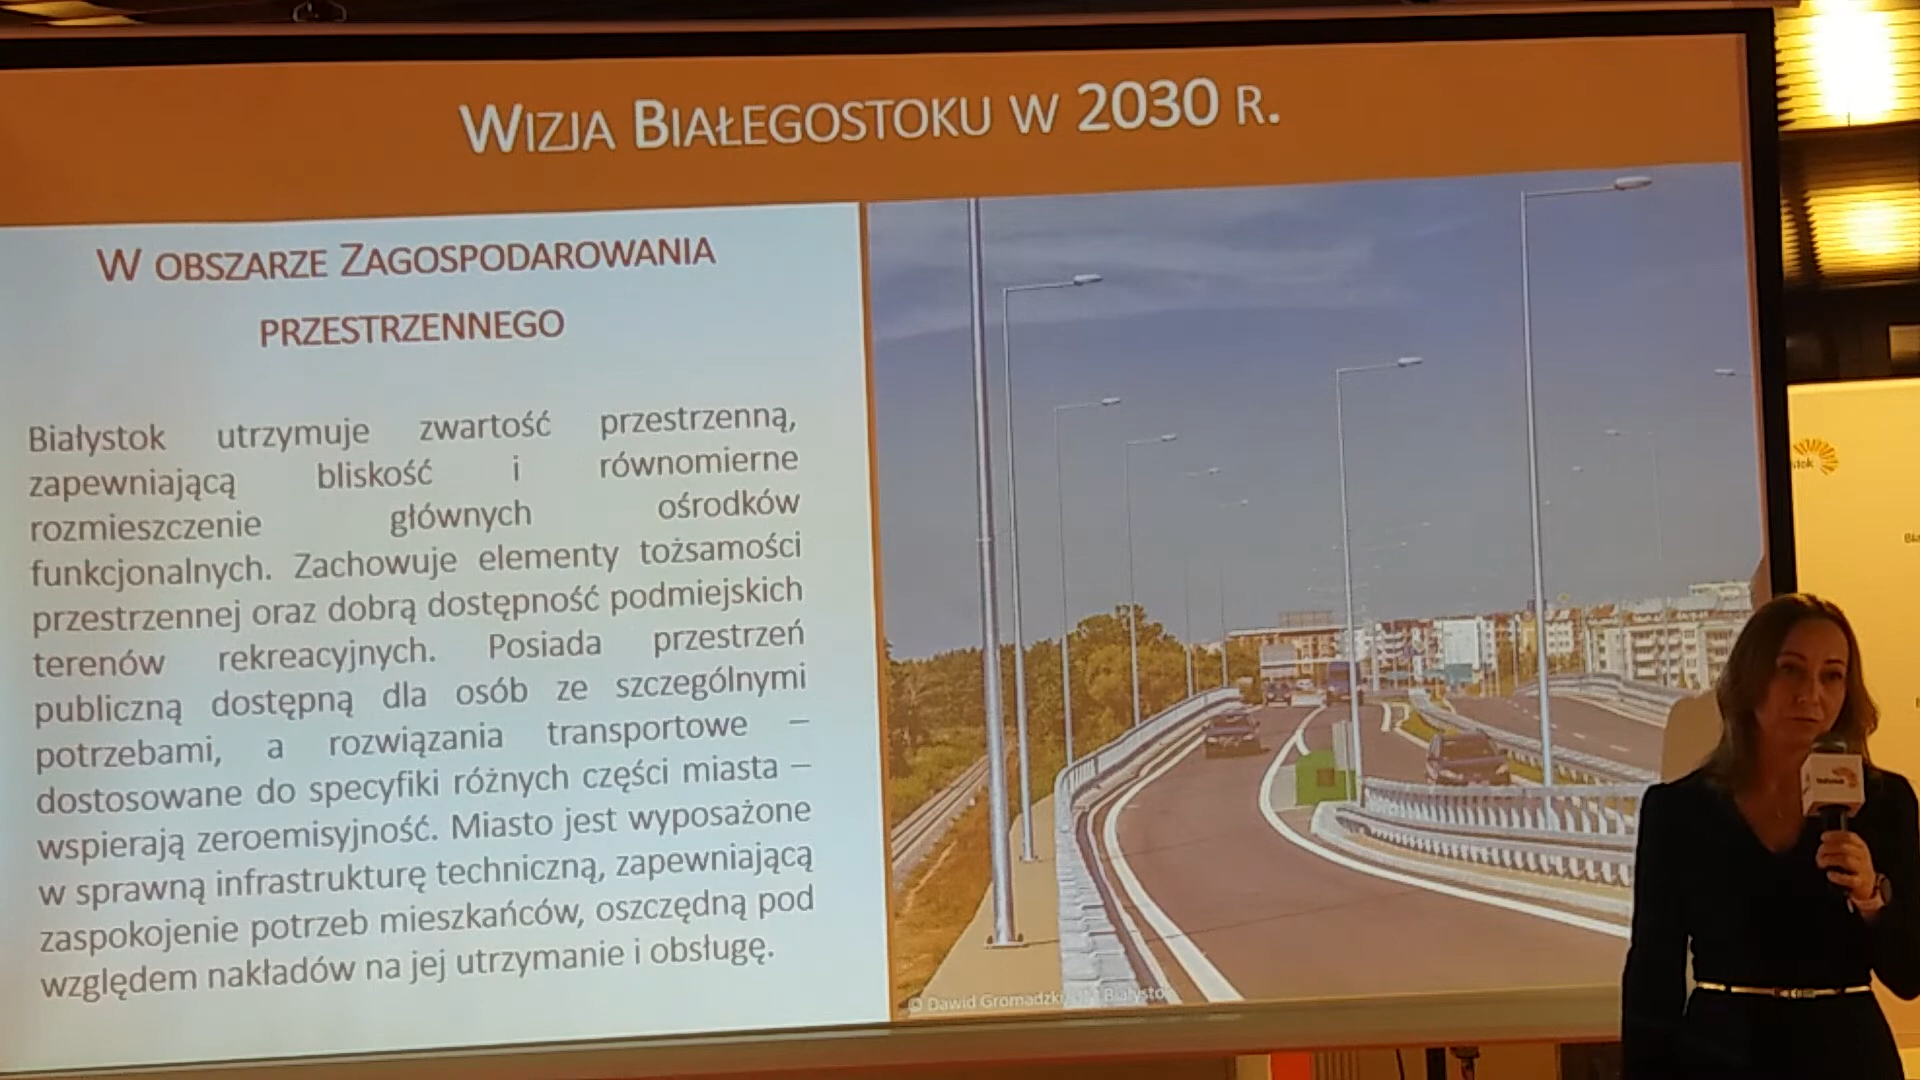 WIZJA BIAŁEGOSTOKU W 2030 R.
W OBSZARZE ZAGOSPODAROWANIA
PRZESTRZENNEGO
Białystok utrzymuje zwartość przestrzenną,
zapewniającą bliskość i równomierne
rozmieszczenie głównych ośrodków
funkcjonalnych. Zachowuje elementy tożsamości
przestrzennej oraz dobrą dostępność podmiejskich
terenów rekreacyjnych. Posiada przestrzeń
publiczną dostępną dla osób ze szczególnymi
potrzebami, a rozwiązania transportowe –
dostosowane do specyfiki różnych części miasta –
wspierają zeroemisyjność. Miasto jest wyposażone
w sprawną infrastrukturę techniczną, zapewniającą
zaspokojenie potrzeb mieszkańców, oszczędną pod
względem nakładów na jej utrzymanie i obsługę.
© Dawid Gromadzki